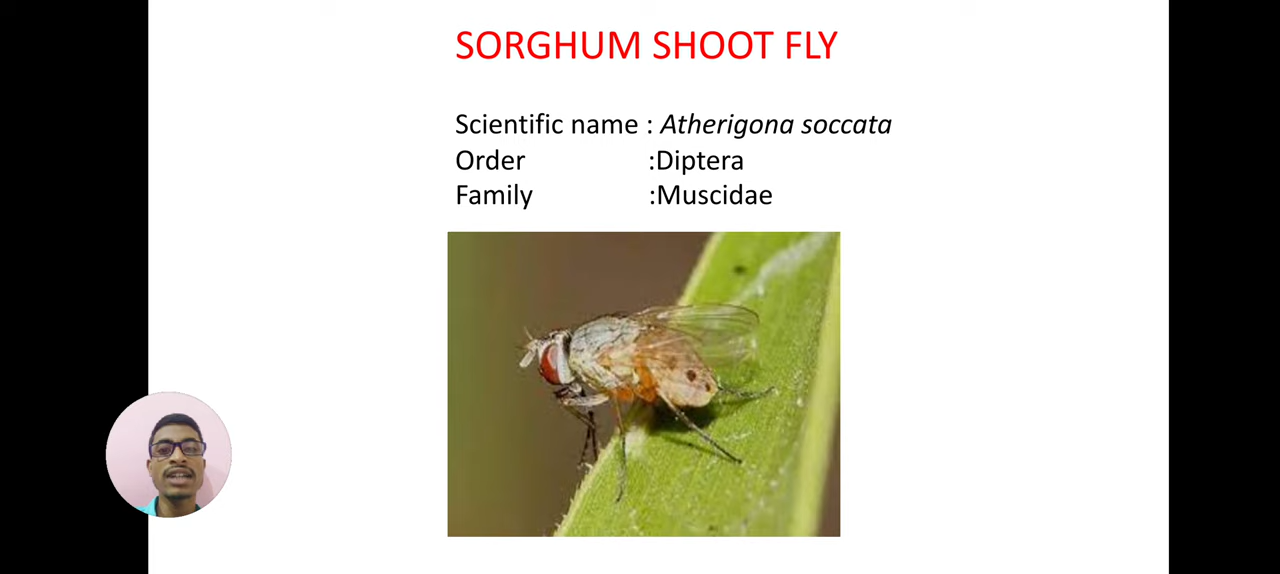 SORGHUM SHOOT FLY
Scientific name : Atherigona soccata
Order :Diptera
Family :Muscidae